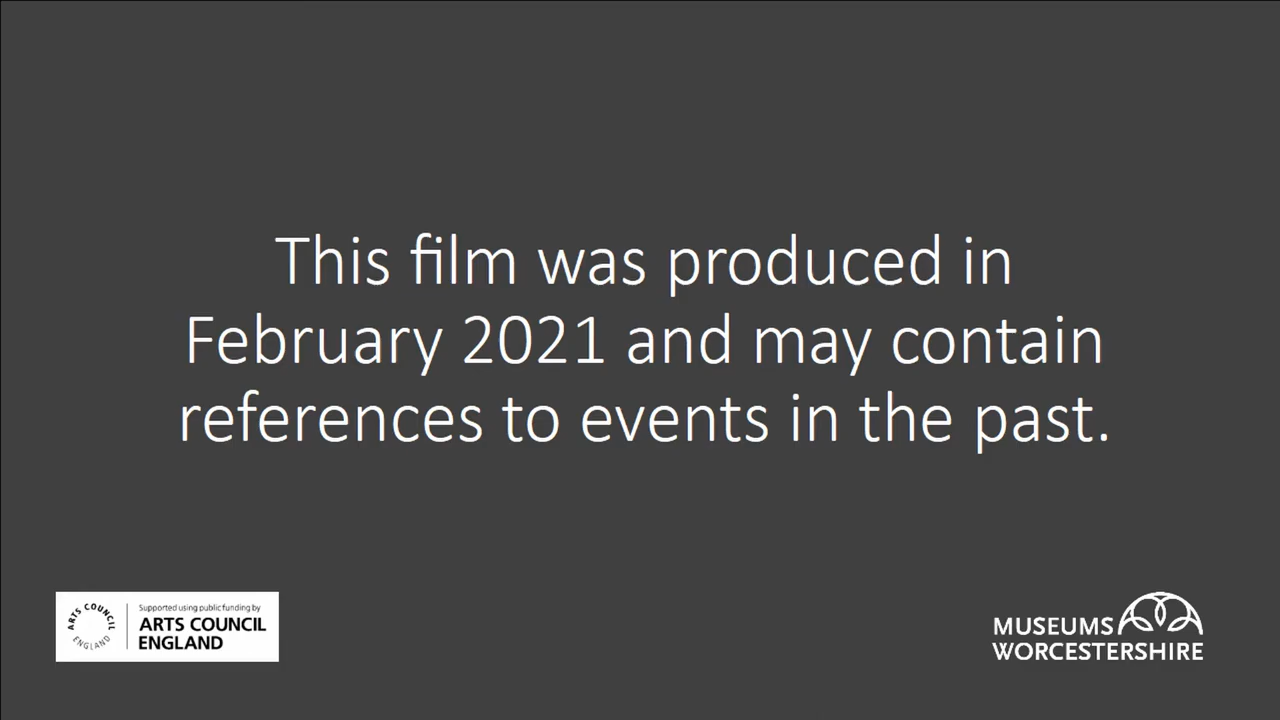 This film was produced in
February 2021 and may contain
references to events in the past.
ARTS COUNCIL
ENGLAND
Supported using public funding by
ARTS COUNCIL
ENGLAND
MUSEUMS
WORCESTERSHIRE